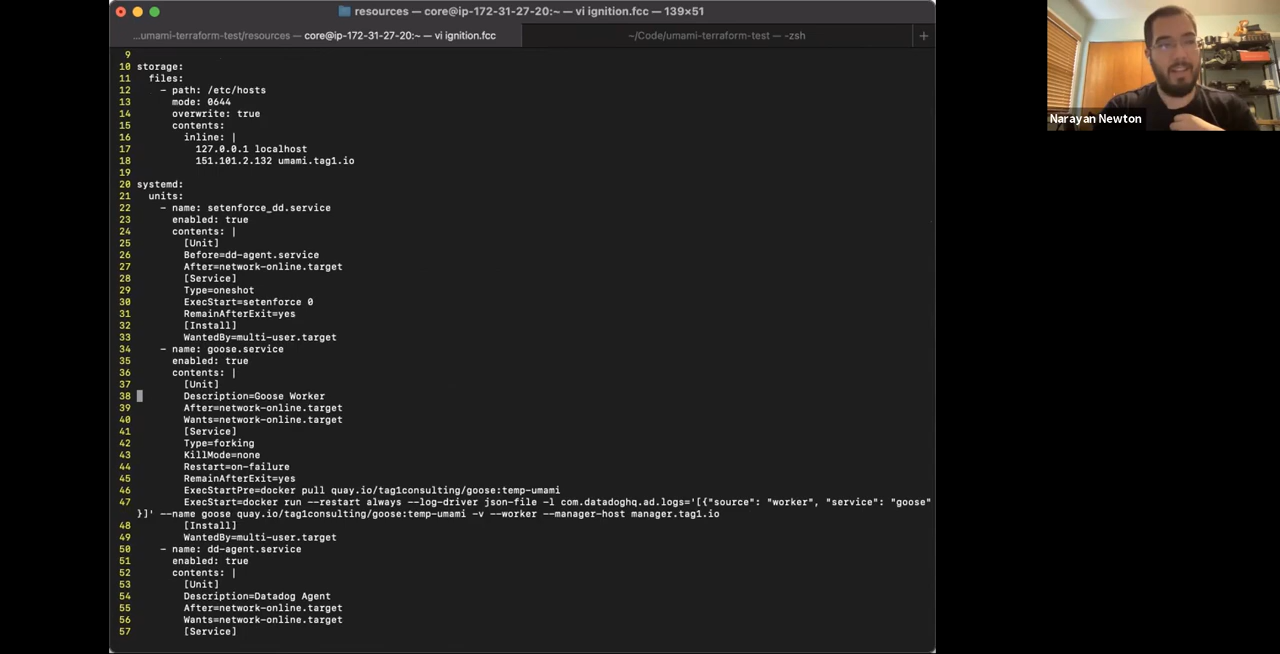 resources — core@ip-172-31-27-20:~ — vi ignition.fcc — 139×51
...umami-terraform-test/resources — core@ip-172-31-27-20:~ — vi ignition.fcc
~/Code/umami-terraform-test — -zsh
+
9
10 storage:
11   files:
12     - path: /etc/hosts
13       mode: 0644
14       overwrite: true
15       contents:
16         inline: |
17           127.0.0.1 localhost
18           151.101.2.132 umami.tag1.io
19
20 systemd:
21   units:
22     - name: setenforce_dd.service
23       enabled: true
24       contents: |
25         [Unit]
26         Before=dd-agent.service
27         After=network-online.target
28         [Service]
29         Type=oneshot
30         ExecStart=setenforce 0
31         RemainAfterExit=yes
32         [Install]
33         WantedBy=multi-user.target
34     - name: goose.service
35       enabled: true
36       contents: |
37         [Unit]
38         Description=Goose Worker
39         After=network-online.target
40         Wants=network-online.target
41         [Service]
42         Type=forking
43         KillMode=none
44         Restart=on-failure
45         RemainAfterExit=yes
46         ExecStartPre=docker pull quay.io/tag1consulting/goose:temp-umami
47         ExecStart=docker run --restart always --log-driver json-file -l com.datadoghq.ad.logs='[{"source": "worker", "service": "goose"
}]' --name goose quay.io/tag1consulting/goose:temp-umami -v --worker --manager-host manager.tag1.io
48         [Install]
49         WantedBy=multi-user.target
50     - name: dd-agent.service
51       enabled: true
52       contents: |
53         [Unit]
54         Description=Datadog Agent
55         After=network-online.target
56         Wants=network-online.target
57         [Service]
Narayan Newton